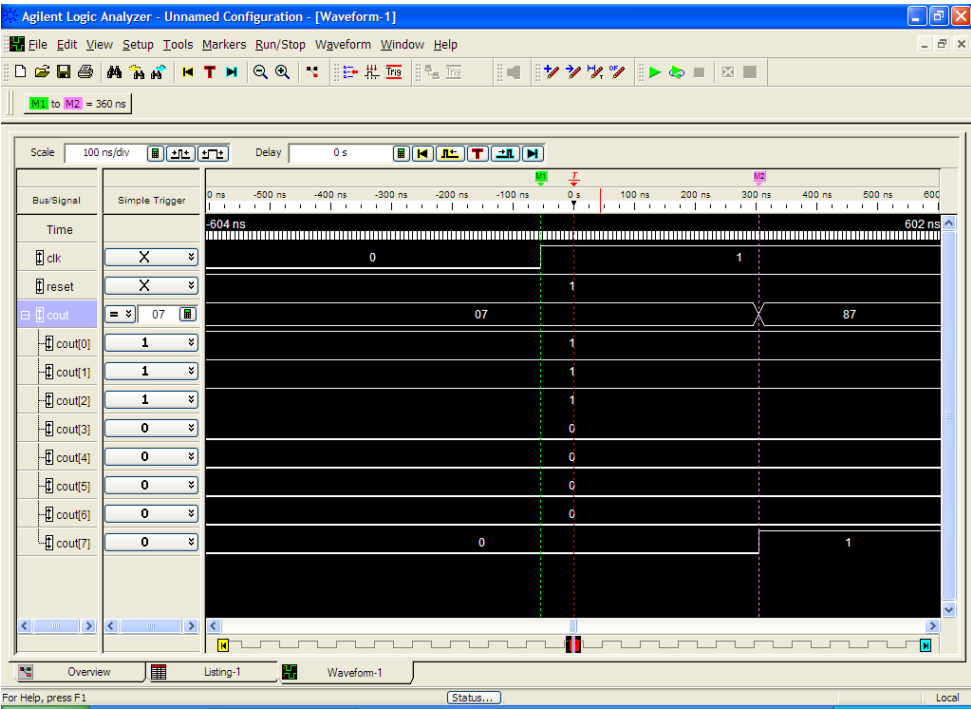 Agilent Logic Analyzer - Unnamed Configuration - [Waveform-1]
File Edit View Setup Tools Markers Run/Stop Waveform Window Help
M1 to M2 = 360 ns
Scale 100 ns/div Delay 0 s
M1 T M2
Bus/Signal Simple Trigger 0 ns -500 ns -400 ns -300 ns -200 ns -100 ns 0 s 100 ns 200 ns 300 ns 400 ns 500 ns 600
Time -604 ns 602 ns
clk X 0 1
reset X 1
cout = 07 07 87
cout[0] 1 1
cout[1] 1 1
cout[2] 1 1
cout[3] 0 0
cout[4] 0 0
cout[5] 0 0
cout[6] 0 0
cout[7] 0 0 1
Overview Listing-1 Waveform-1
For Help, press F1 Status... Local